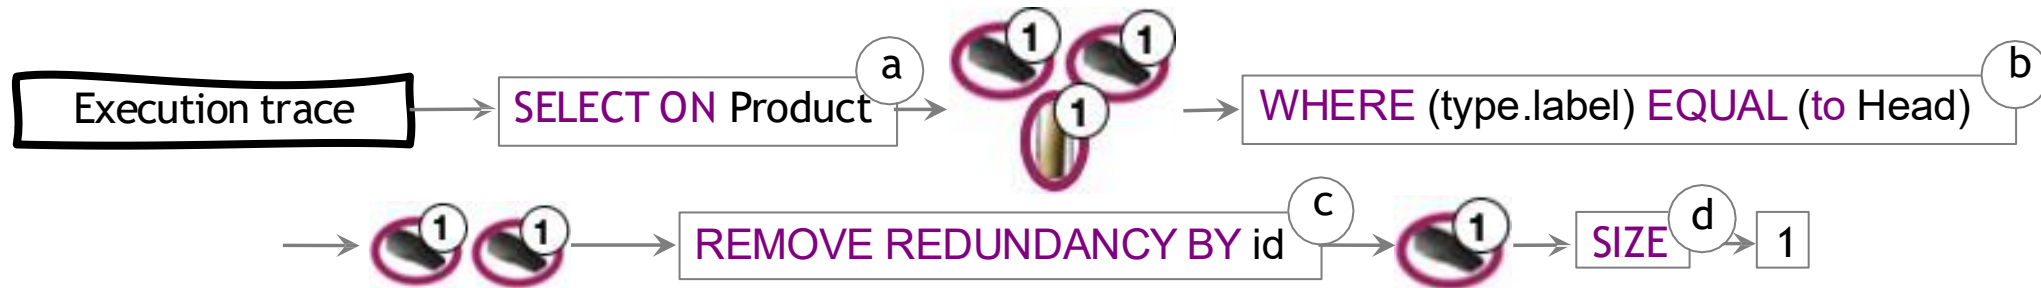 Execution trace
SELECT ON Product
a
1
1
1
WHERE (type.label) EQUAL (to Head)
b
1
1
REMOVE REDUNDANCY BY id
c
1
SIZE
d
1